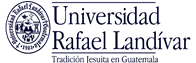 Universidad
Rafael Landívar
Tradición Jesuita en Guatemala